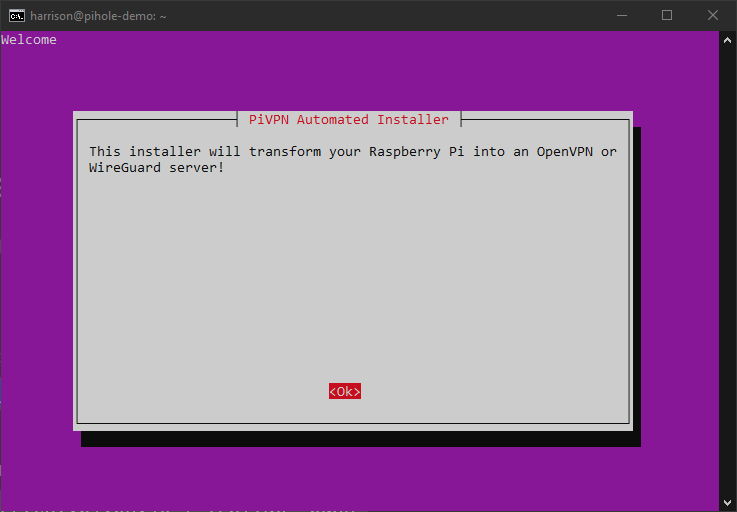 harrison@pihole-demo: ~
Welcome
PiVPN Automated Installer
This installer will transform your Raspberry Pi into an OpenVPN or
WireGuard server!
<Ok>